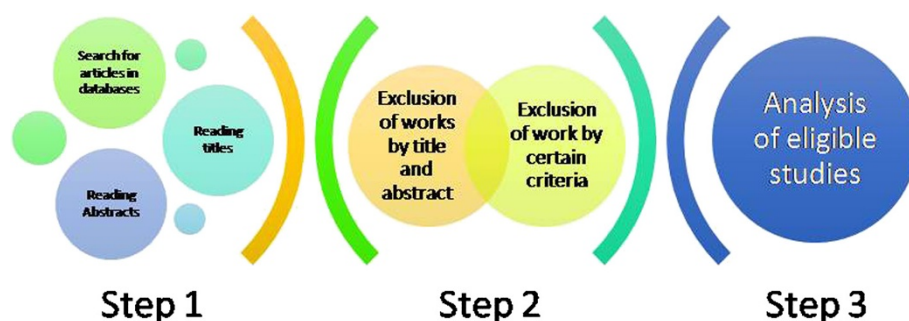 Search for
articles in
databases
Reading
titles
Reading
Abstracts
Exclusion
of works
by title
and
abstract
Exclusion
of work by
certain
criteria
Analysis
of eligible
studies
Step 1
Step 2
Step 3